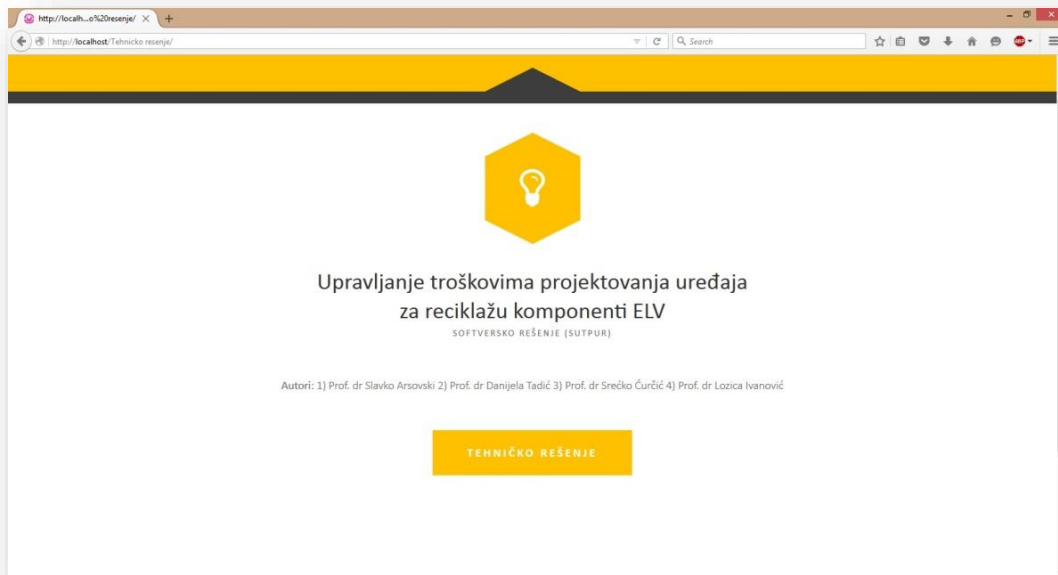 http://localh...o%20resenje/
http://localhost/Tehnicko resenje/
Search
ABP
Upravljanje troškovima projektovanja uređaja
za reciklažu komponenti ELV
SOFTVERSKO REŠENJE (SUTPUR)
Autori: 1) Prof. dr Slavko Arsovski 2) Prof. dr Danijela Tadić 3) Prof. dr Srećko Ćurčić 4) Prof. dr Lozica Ivanović
TEHNIČKO REŠENJE